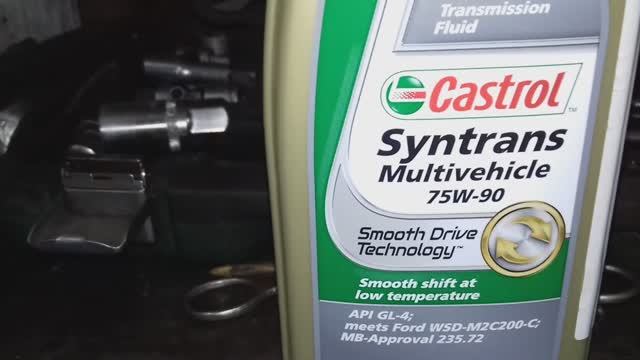 Transmission
Fluid
Castrol
Syntrans
Multivehicle
75W-90
Smooth Drive
Technology™
Smooth shift at
low temperature
API GL-4;
meets Ford WSD-M2C200-C;
MB-Approval 235.72